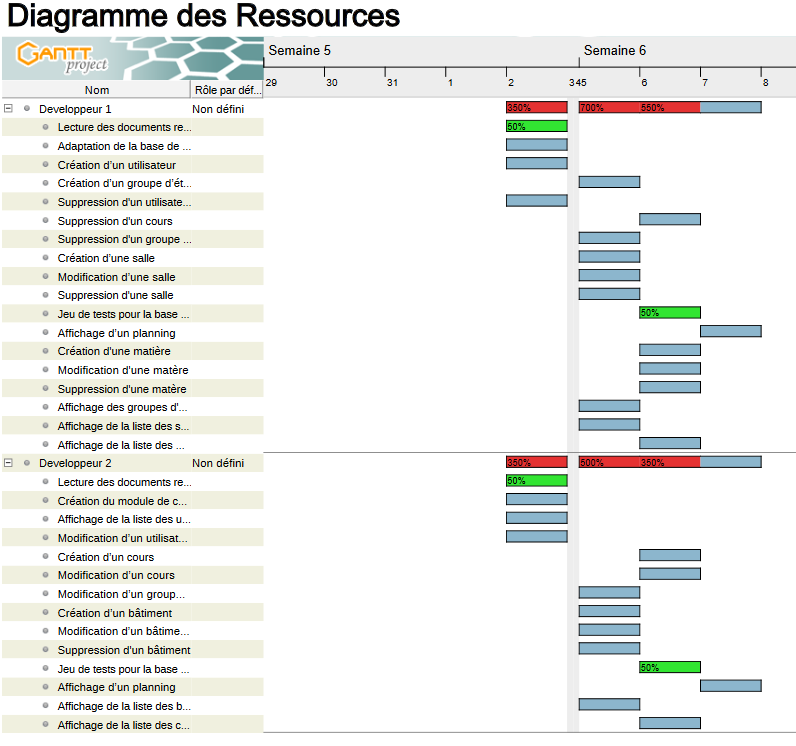 Diagramme des Ressources
GANTT project
Semaine 5 Semaine 6
29 30 31 1 2 3 4 5 6 7 8
Nom Rôle par déf...
Developpeur 1 Non défini 350% 700% 550%
Lecture des documents re... 50%
Adaptation de la base de ...
Création d'un utilisateur
Création d'un groupe d'ét...
Suppression d'un utilisate...
Suppression d'un cours
Suppression d'un groupe ...
Création d'une salle
Modification d'une salle
Suppression d'une salle
Jeu de tests pour la base ... 50%
Affichage d'un planning
Création d'une matière
Modification d'une matère
Suppression d'une matère
Affichage des groupes d'...
Affichage de la liste des s...
Affichage de la liste des ...
Developpeur 2 Non défini 350% 500% 350%
Lecture des documents re... 50%
Création du module de c...
Affichage de la liste des u...
Modification d'un utilisat...
Création d'un cours
Modification d'un cours
Modification d'un group...
Création d'un bâtiment
Modification d'un bâtime...
Suppression d'un bâtiment
Jeu de tests pour la base ... 50%
Affichage d'un planning
Affichage de la liste des b...
Affichage de la liste des c...